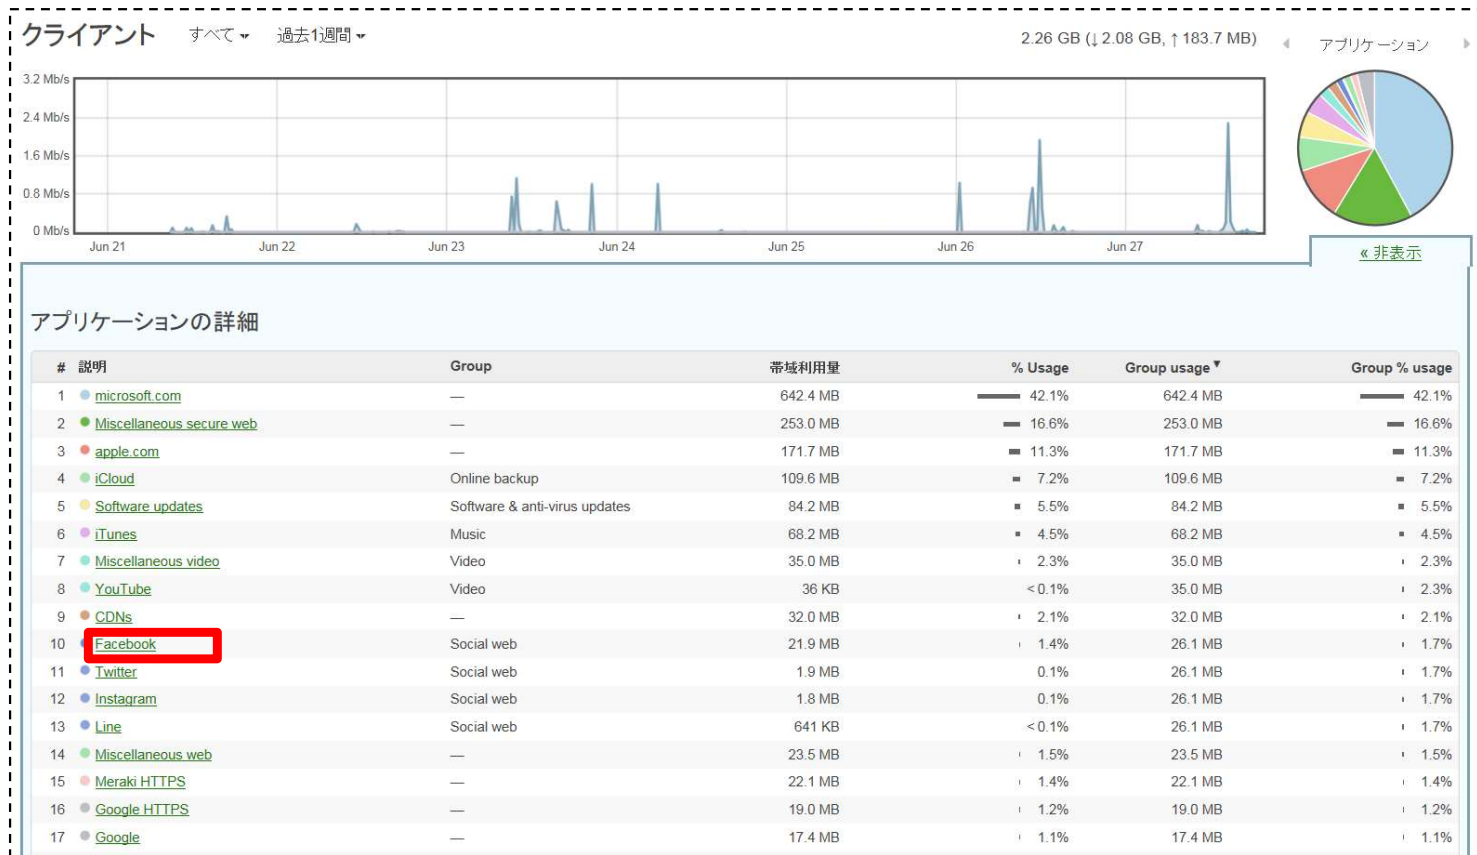 クライアント すべて 過去1週間 2.26 GB (↓2.08 GB, ↑183.7 MB) アプリケーション
3.2 Mb/s
2.4 Mb/s
1.6 Mb/s
0.8 Mb/s
0 Mb/s
Jun 21 Jun 22 Jun 23 Jun 24 Jun 25 Jun 26 Jun 27
« 非表示
アプリケーションの詳細
# 説明 Group 帯域利用量 % Usage Group usage ▼ Group % usage
1 microsoft.com — 642.4 MB 42.1% 642.4 MB 42.1%
2 Miscellaneous secure web — 253.0 MB 16.6% 253.0 MB 16.6%
3 apple.com — 171.7 MB 11.3% 171.7 MB 11.3%
4 iCloud Online backup 109.6 MB 7.2% 109.6 MB 7.2%
5 Software updates Software & anti-virus updates 84.2 MB 5.5% 84.2 MB 5.5%
6 iTunes Music 68.2 MB 4.5% 68.2 MB 4.5%
7 Miscellaneous video Video 35.0 MB 2.3% 35.0 MB 2.3%
8 YouTube Video 36 KB <0.1% 35.0 MB 2.3%
9 CDNs — 32.0 MB 2.1% 32.0 MB 2.1%
10 Facebook Social web 21.9 MB 1.4% 26.1 MB 1.7%
11 Twitter Social web 1.9 MB 0.1% 26.1 MB 1.7%
12 Instagram Social web 1.8 MB 0.1% 26.1 MB 1.7%
13 Line Social web 641 KB <0.1% 26.1 MB 1.7%
14 Miscellaneous web — 23.5 MB 1.5% 23.5 MB 1.5%
15 Meraki HTTPS — 22.1 MB 1.4% 22.1 MB 1.4%
16 Google HTTPS — 19.0 MB 1.2% 19.0 MB 1.2%
17 Google — 17.4 MB 1.1% 17.4 MB 1.1%